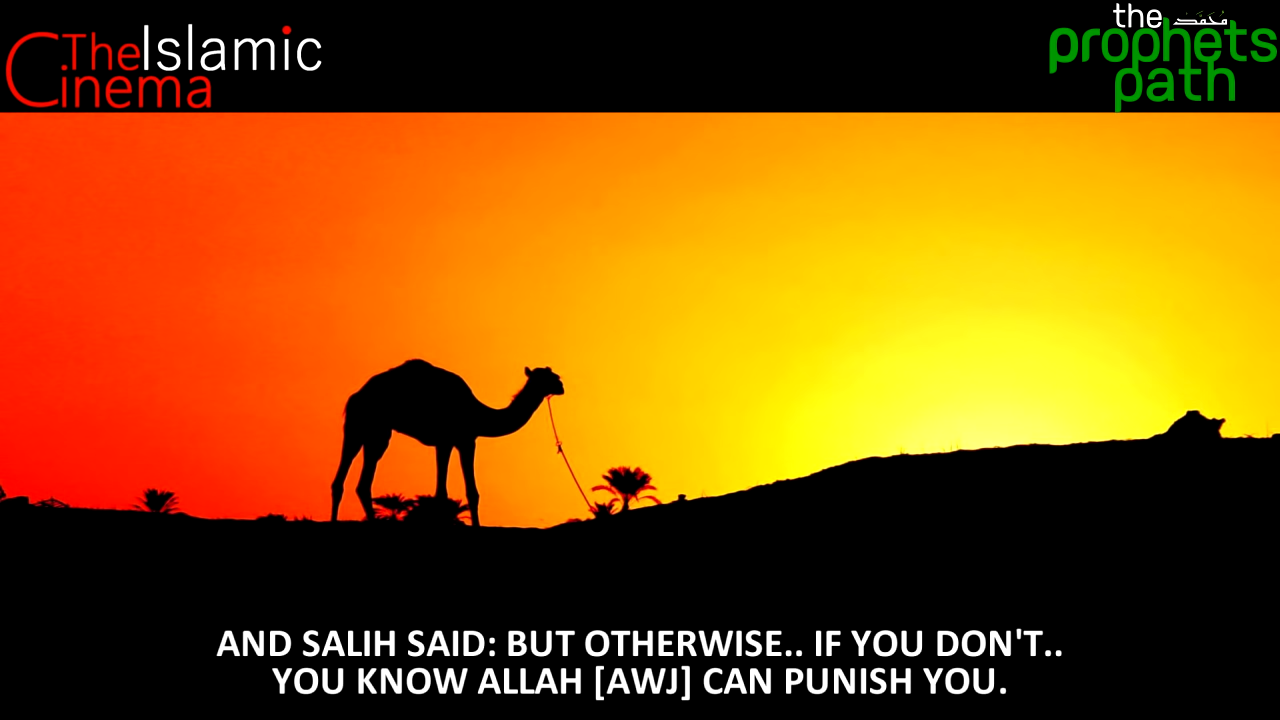 TheIslamic
Cinema
the مُحَمَّد
prophets
path
AND SALIH SAID: BUT OTHERWISE.. IF YOU DON'T..
YOU KNOW ALLAH [AWJ] CAN PUNISH YOU.